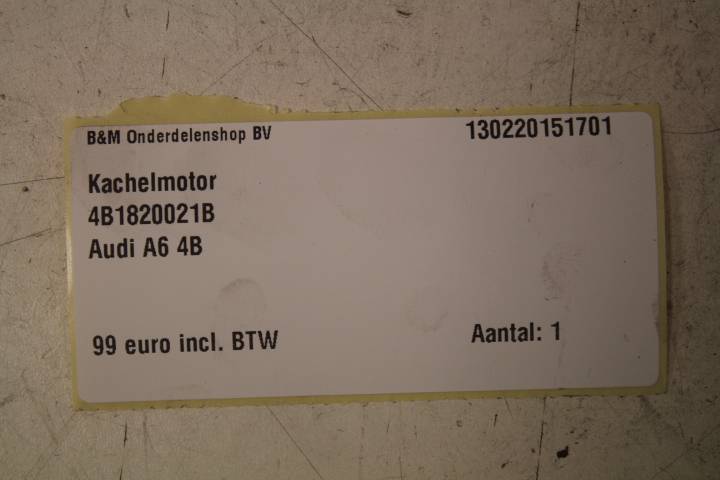 B&M Onderdelenshop BV
130220151701
Kachelmotor
4B1820021B
Audi A6 4B
99 euro incl. BTW
Aantal: 1